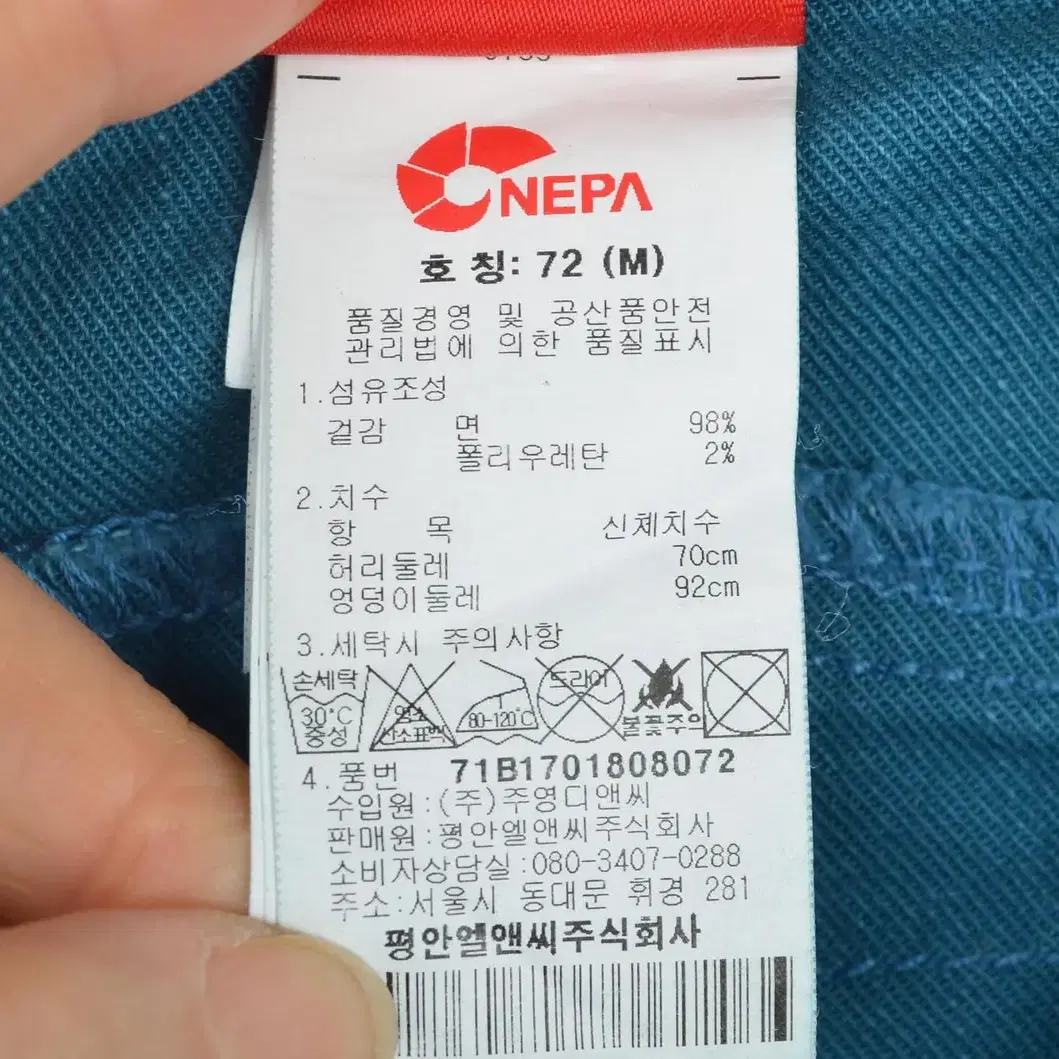 NEPA
호 칭: 72 (M)
품질경영 및 공산품안전
관리법에 의한 품질표시
1.섬유조성
겉감 면 98%
폴리우레탄 2%
2.치수
항 목 신체치수
허리둘레 70cm
엉덩이둘레 92cm
3.세탁시 주의사항
손세탁 30°C 중성
염소 산소표백
80-120°C
드라이
불꽃주의
4.품번 71B1701808072
수입원:(주)주영디앤씨
판매원:평안엘앤씨주식회사
소비자상담실:080-3407-0288
주소:서울시 동대문 휘경 281
평안엘앤씨주식회사